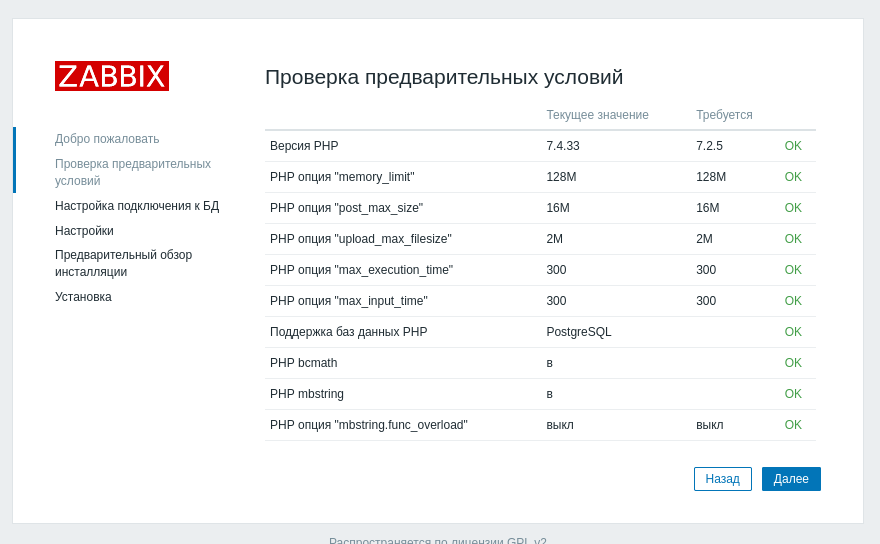 ZABBIX
Проверка предварительных условий
Добро пожаловать
Проверка предварительных
условий
Настройка подключения к БД
Настройки
Предварительный обзор
инсталляции
Установка
Текущее значение Требуется
Версия PHP 7.4.33 7.2.5 OK
PHP опция "memory_limit" 128M 128M OK
PHP опция "post_max_size" 16M 16M OK
PHP опция "upload_max_filesize" 2M 2M OK
PHP опция "max_execution_time" 300 300 OK
PHP опция "max_input_time" 300 300 OK
Поддержка баз данных PHP PostgreSQL OK
PHP bcmath в OK
PHP mbstring в OK
PHP опция "mbstring.func_overload" выкл выкл OK
Назад Далее
Распространяется по лицензии GPL v2